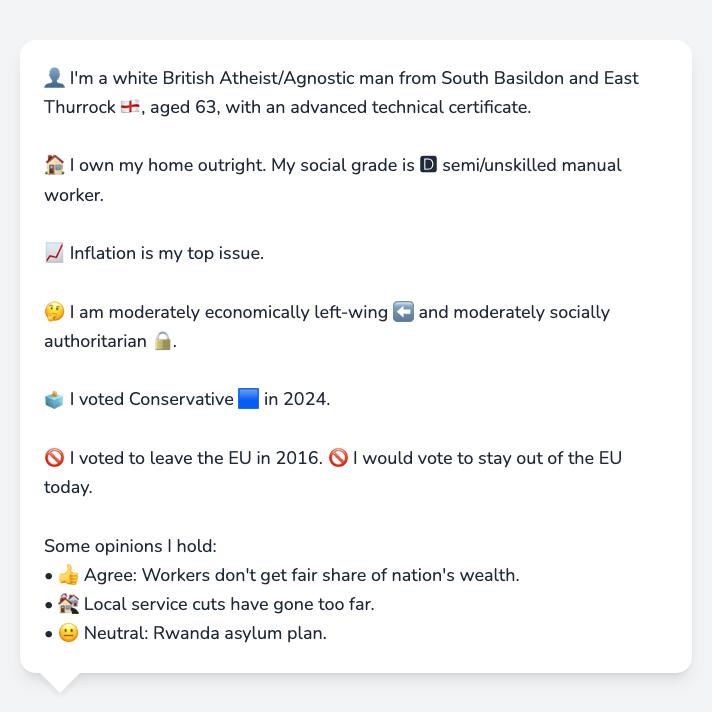 👤 I'm a white British Atheist/Agnostic man from South Basildon and East
Thurrock 🏴󠁧󠁢󠁥󠁮󠁧󠁿, aged 63, with an advanced technical certificate.
🏠 I own my home outright. My social grade is 🅳 semi/unskilled manual
worker.
📈 Inflation is my top issue.
🤔 I am moderately economically left-wing ⬅️ and moderately socially
authoritarian 🔒.
🗳️ I voted Conservative 🟦 in 2024.
🚫 I voted to leave the EU in 2016. 🚫 I would vote to stay out of the EU
today.
Some opinions I hold:
• 👍 Agree: Workers don't get fair share of nation's wealth.
• 🏚️ Local service cuts have gone too far.
• 😐 Neutral: Rwanda asylum plan.